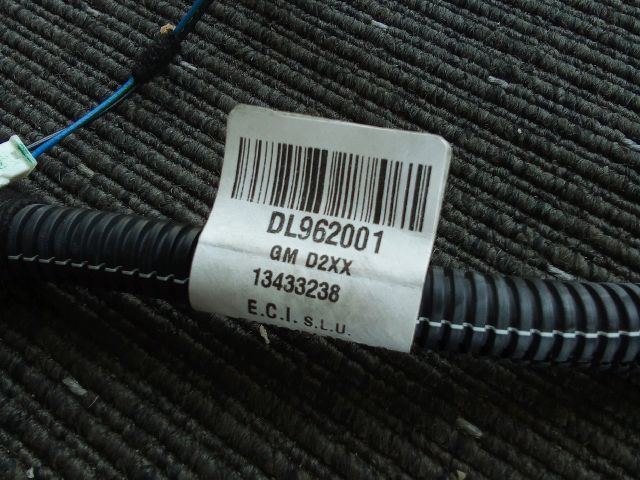 DL962001
GM D2XX
13433238
E.C.I. S.L.U.